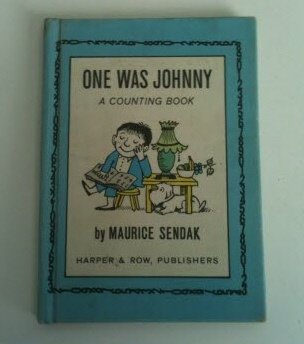 ONE WAS JOHNNY
A COUNTING BOOK
by MAURICE SENDAK
HARPER & ROW, PUBLISHERS